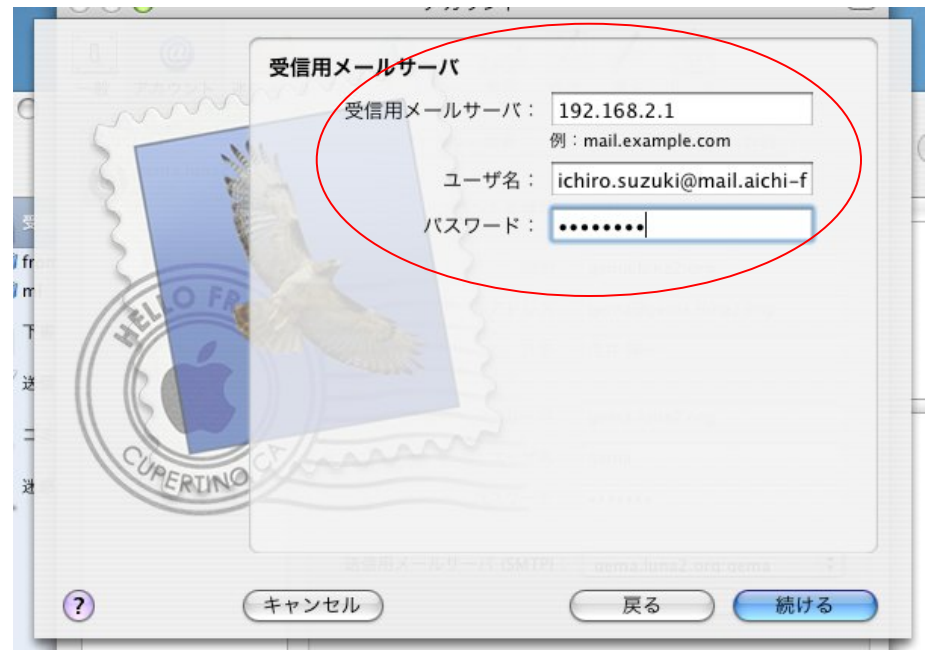 受信用メールサーバ
受信用メールサーバ：
192.168.2.1
例：mail.example.com
ユーザ名：
ichiro.suzuki@mail.aichi-f
パスワード：
••••••••
HELLO FR
CUPERTINO CA
?
キャンセル
戻る
続ける